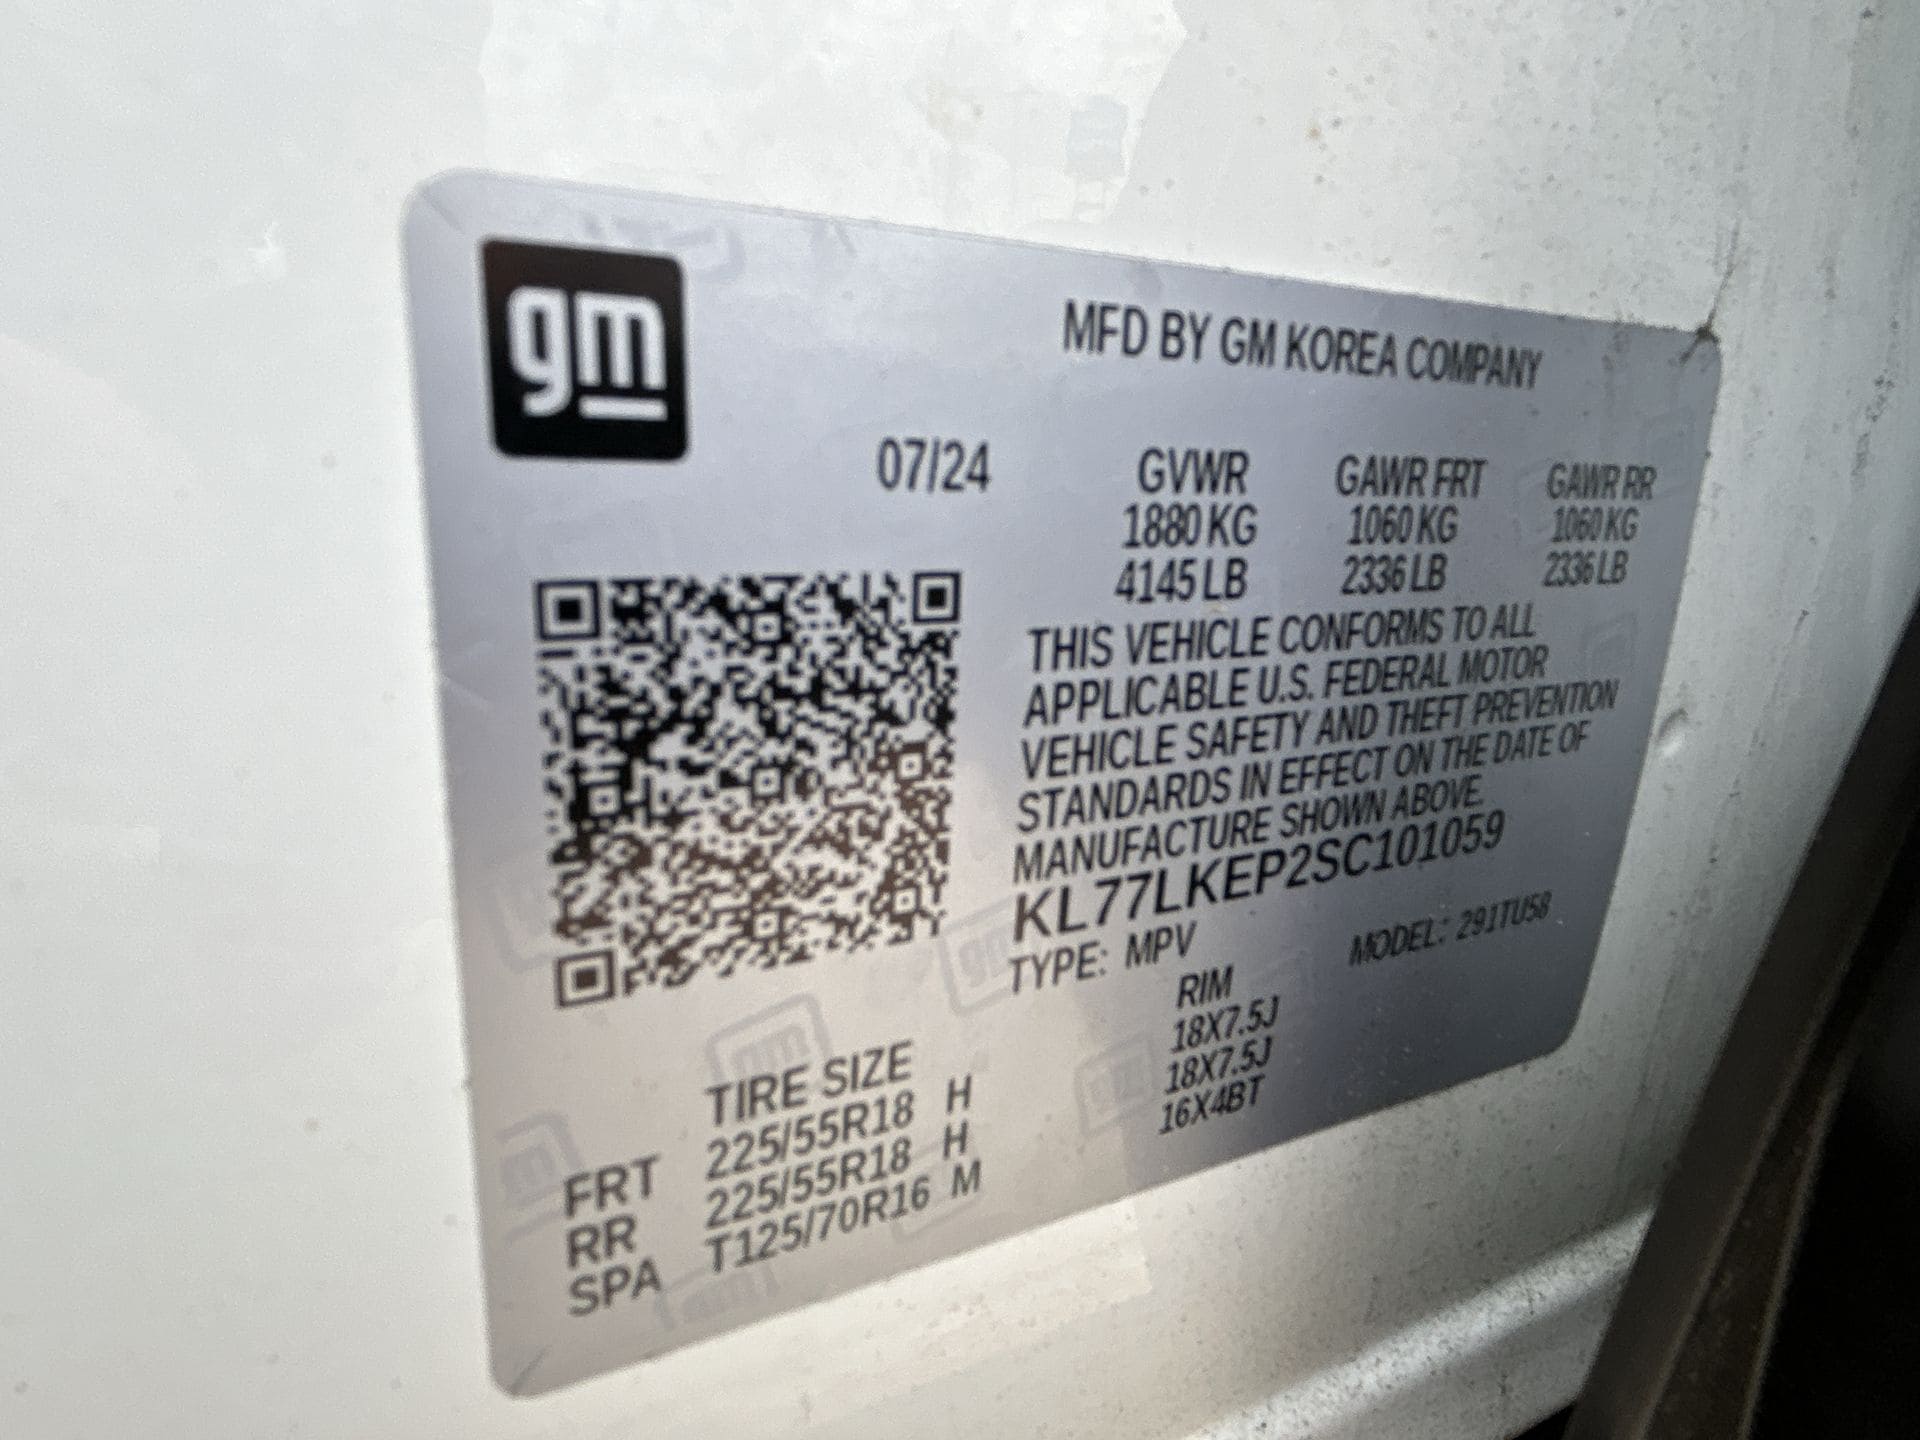 gm
MFD BY GM KOREA COMPANY
07/24 GVWR GAWR FRT GAWR RR
1880 KG 1060 KG 1060 KG
4145 LB 2336 LB 2336 LB
THIS VEHICLE CONFORMS TO ALL
APPLICABLE U.S. FEDERAL MOTOR
VEHICLE SAFETY AND THEFT PREVENTION
STANDARDS IN EFFECT ON THE DATE OF
MANUFACTURE SHOWN ABOVE.
KL77LKEP2SC101059
TYPE: MPV MODEL: 291TU58
TIRE SIZE RIM
FRT 225/55R18 H 18X7.5J
RR 225/55R18 H 18X7.5J
SPA T125/70R16 M 16X4BT